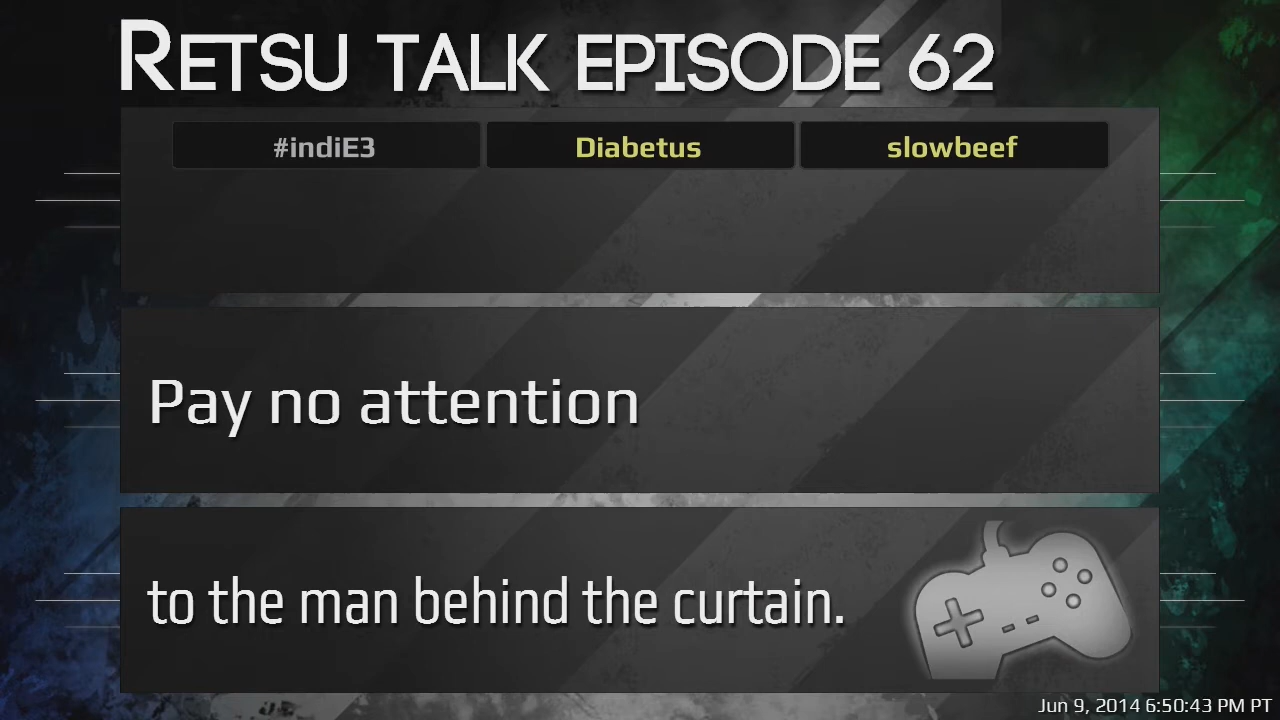 Retsu talk episode 62
#indiE3 Diabetus slowbeef
Pay no attention
to the man behind the curtain.
Jun 9, 2014 6:50:43 PM PT